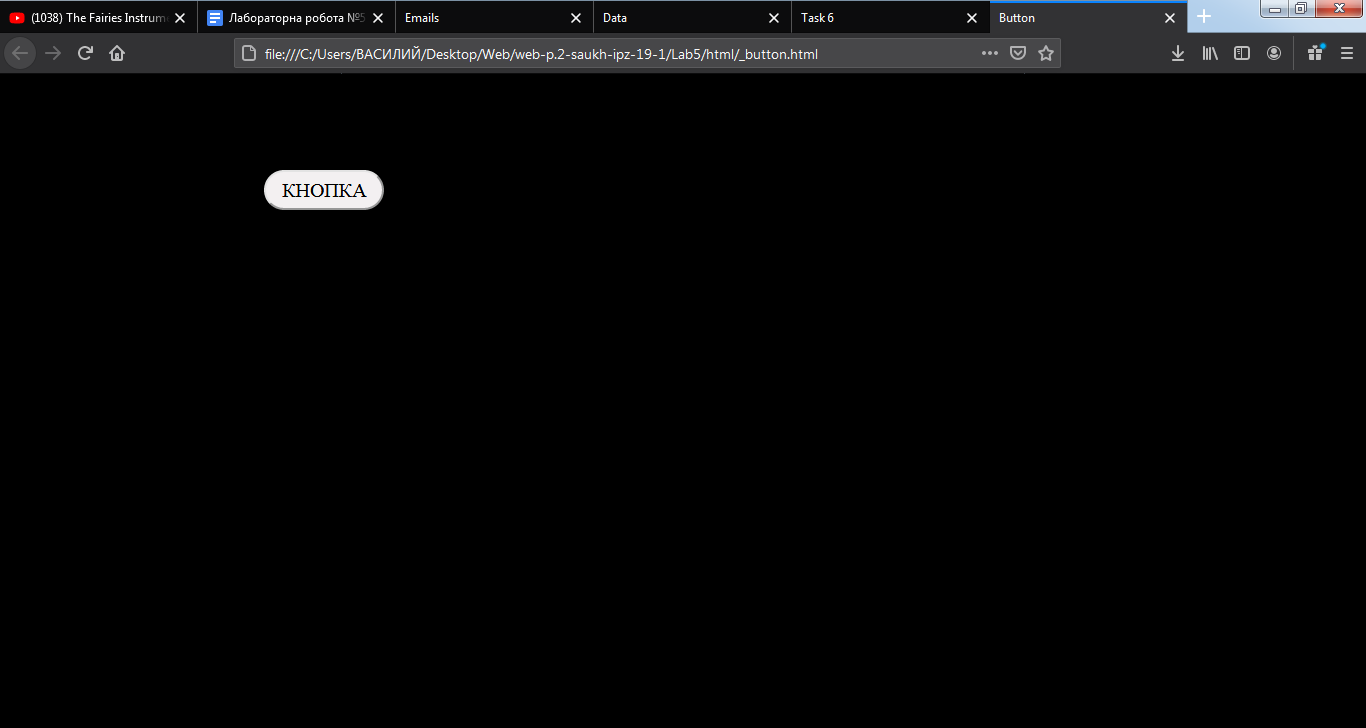 (1038) The Fairies Instrum
Лабораторна робота №5
Emails
Data
Task 6
Button
file:///C:/Users/ВАСИЛИЙ/Desktop/Web/web-p.2-saukh-ipz-19-1/Lab5/html/_button.html
КНОПКА